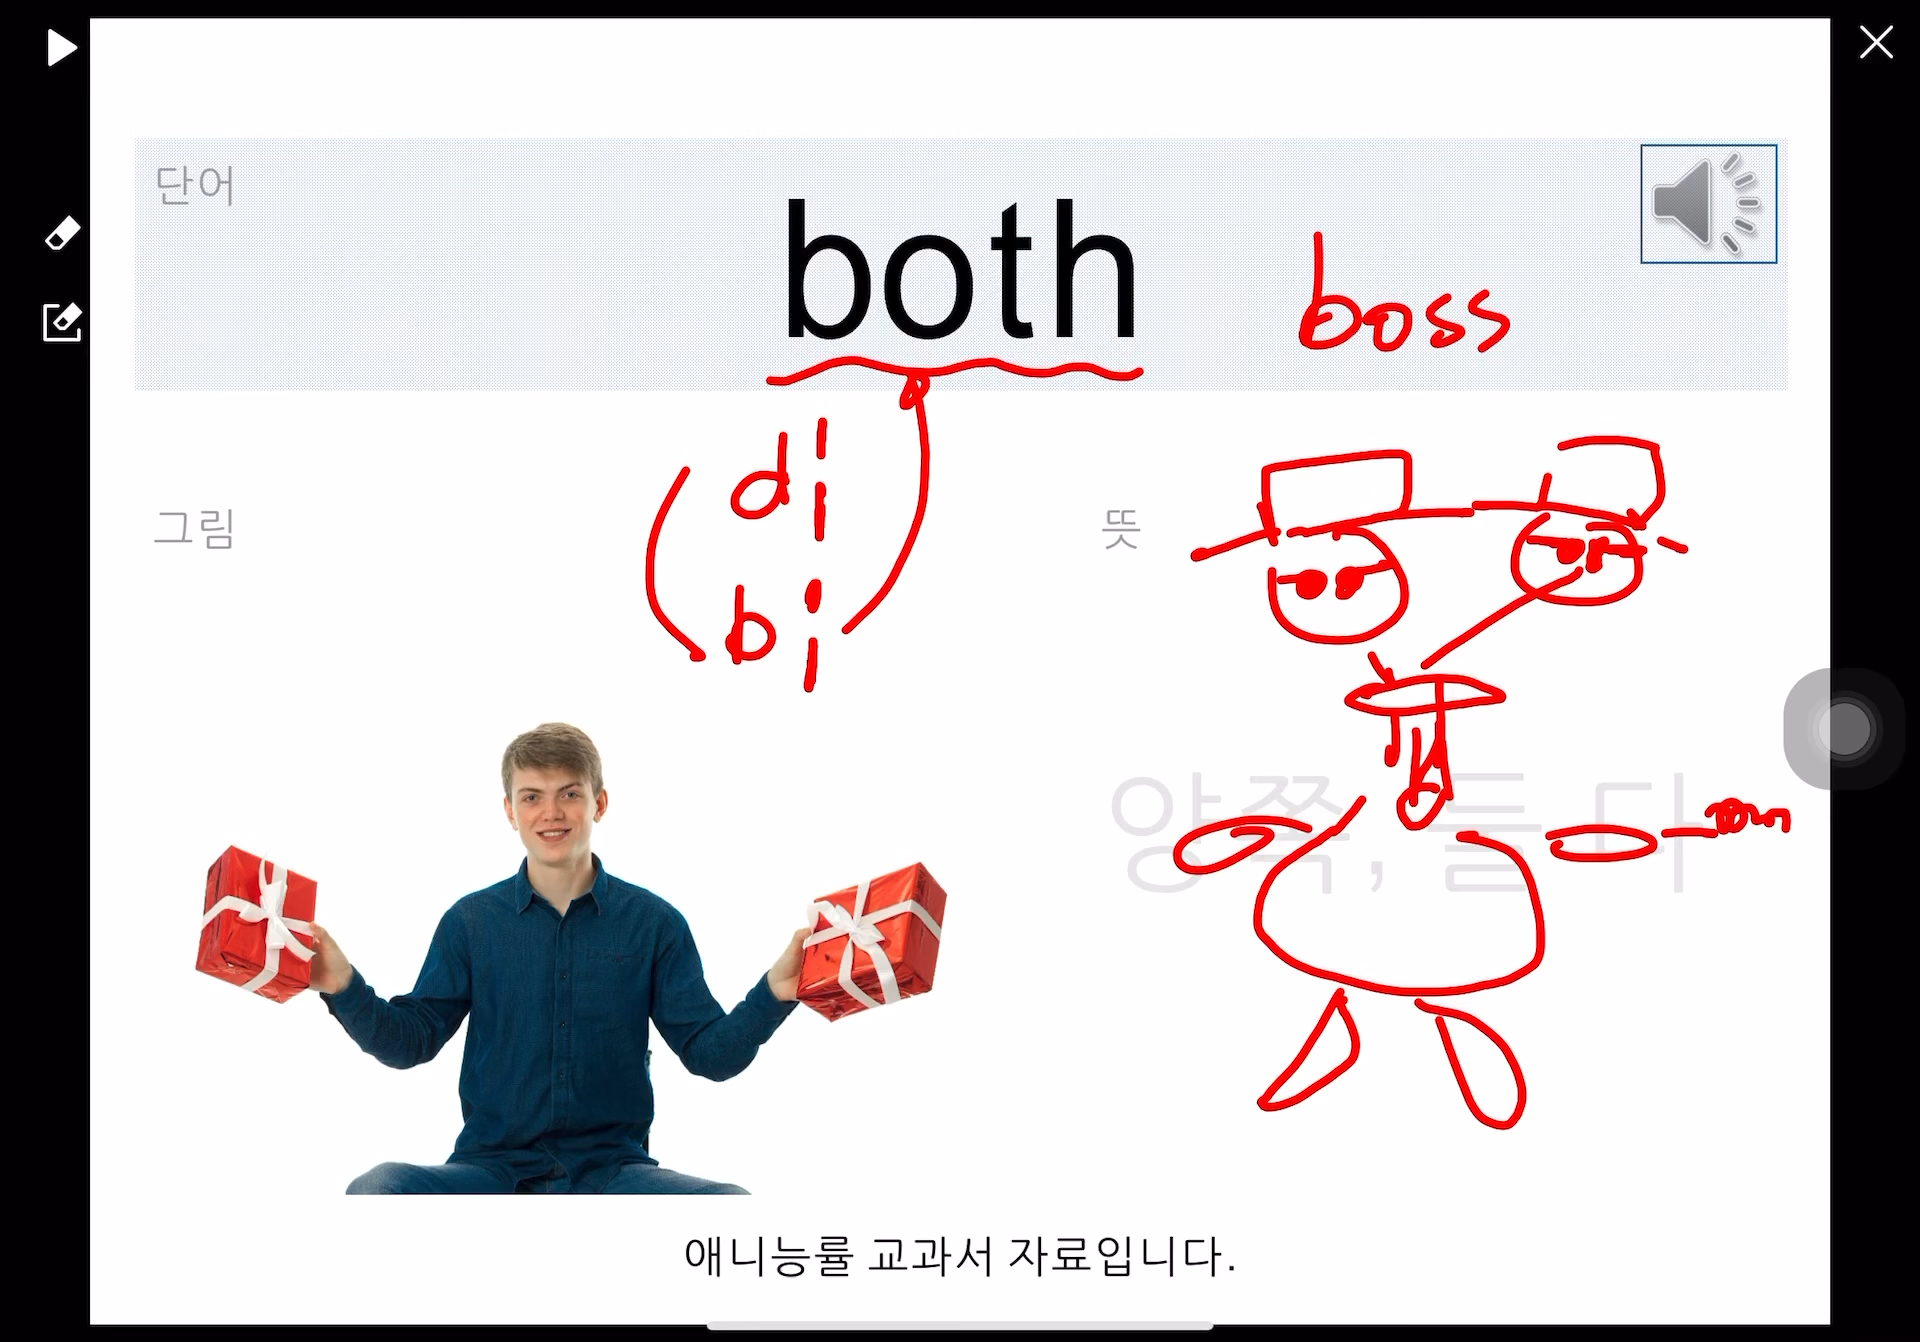 단어
both
boss
d
그림
뜻
b
양쪽, 둘 다
애니능률 교과서 자료입니다.